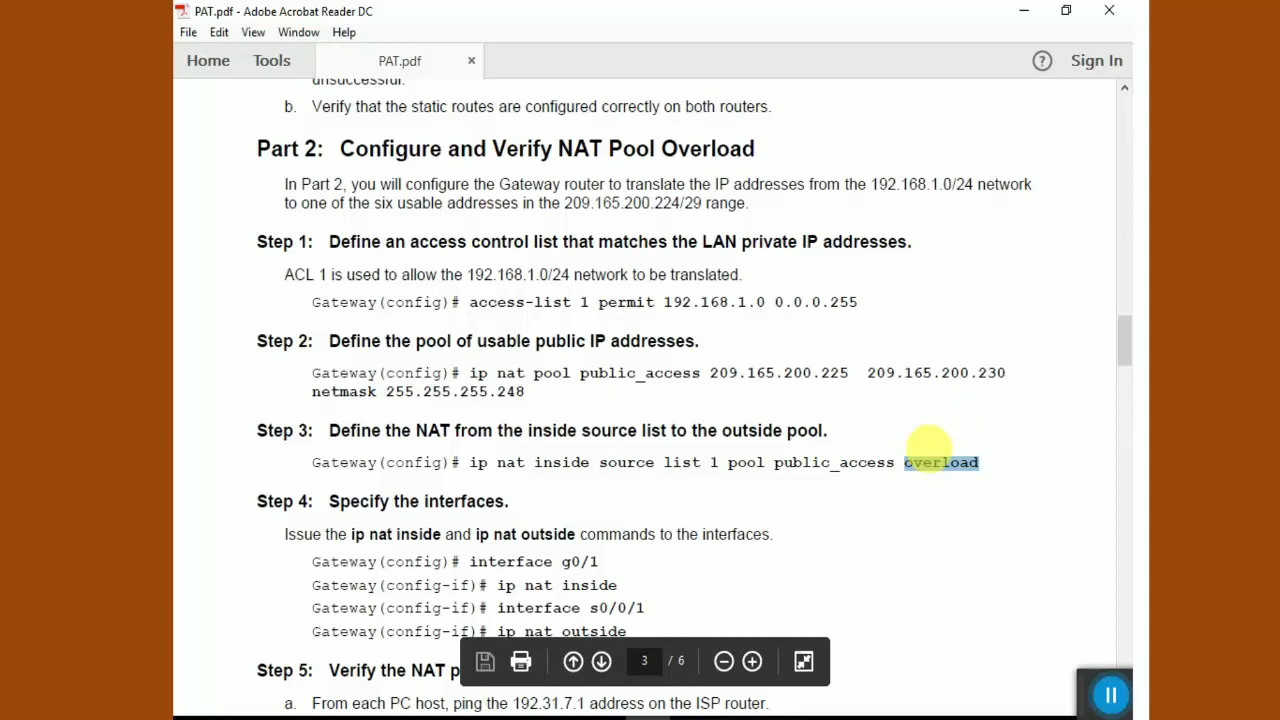 PAT.pdf - Adobe Acrobat Reader DC
File Edit View Window Help
Home Tools PAT.pdf × ? Sign In
unsuccessful.
b. Verify that the static routes are configured correctly on both routers.
Part 2: Configure and Verify NAT Pool Overload
In Part 2, you will configure the Gateway router to translate the IP addresses from the 192.168.1.0/24 network
to one of the six usable addresses in the 209.165.200.224/29 range.
Step 1: Define an access control list that matches the LAN private IP addresses.
ACL 1 is used to allow the 192.168.1.0/24 network to be translated.
Gateway(config)# access-list 1 permit 192.168.1.0 0.0.0.255
Step 2: Define the pool of usable public IP addresses.
Gateway(config)# ip nat pool public_access 209.165.200.225 209.165.200.230
netmask 255.255.255.248
Step 3: Define the NAT from the inside source list to the outside pool.
Gateway(config)# ip nat inside source list 1 pool public_access overload
Step 4: Specify the interfaces.
Issue the ip nat inside and ip nat outside commands to the interfaces.
Gateway(config)# interface g0/1
Gateway(config-if)# ip nat inside
Gateway(config-if)# interface s0/0/1
Gateway(config-if)# ip nat outside
3 / 6
Step 5: Verify the NAT p
a. From each PC host, ping the 192.31.7.1 address on the ISP router.